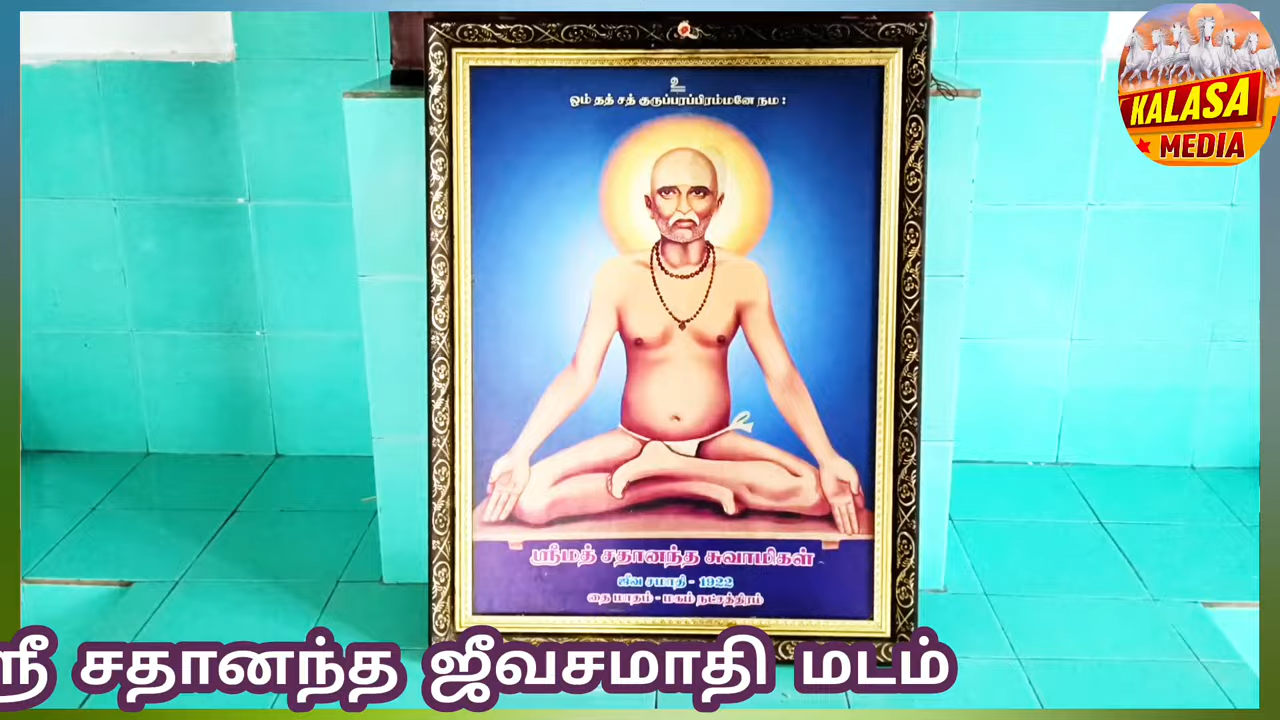 உ
ஓம் தத் சத் குருப்பரப்பிரம்மனே நம :
KALASA
MEDIA
ஸ்ரீமத் சதானந்த சுவாமிகள்
ஜீவ சமாதி - 1922
தை மாதம் - மகம் நட்சத்திரம்
ஸ்ரீ சதானந்த ஜீவசமாதி மடம்